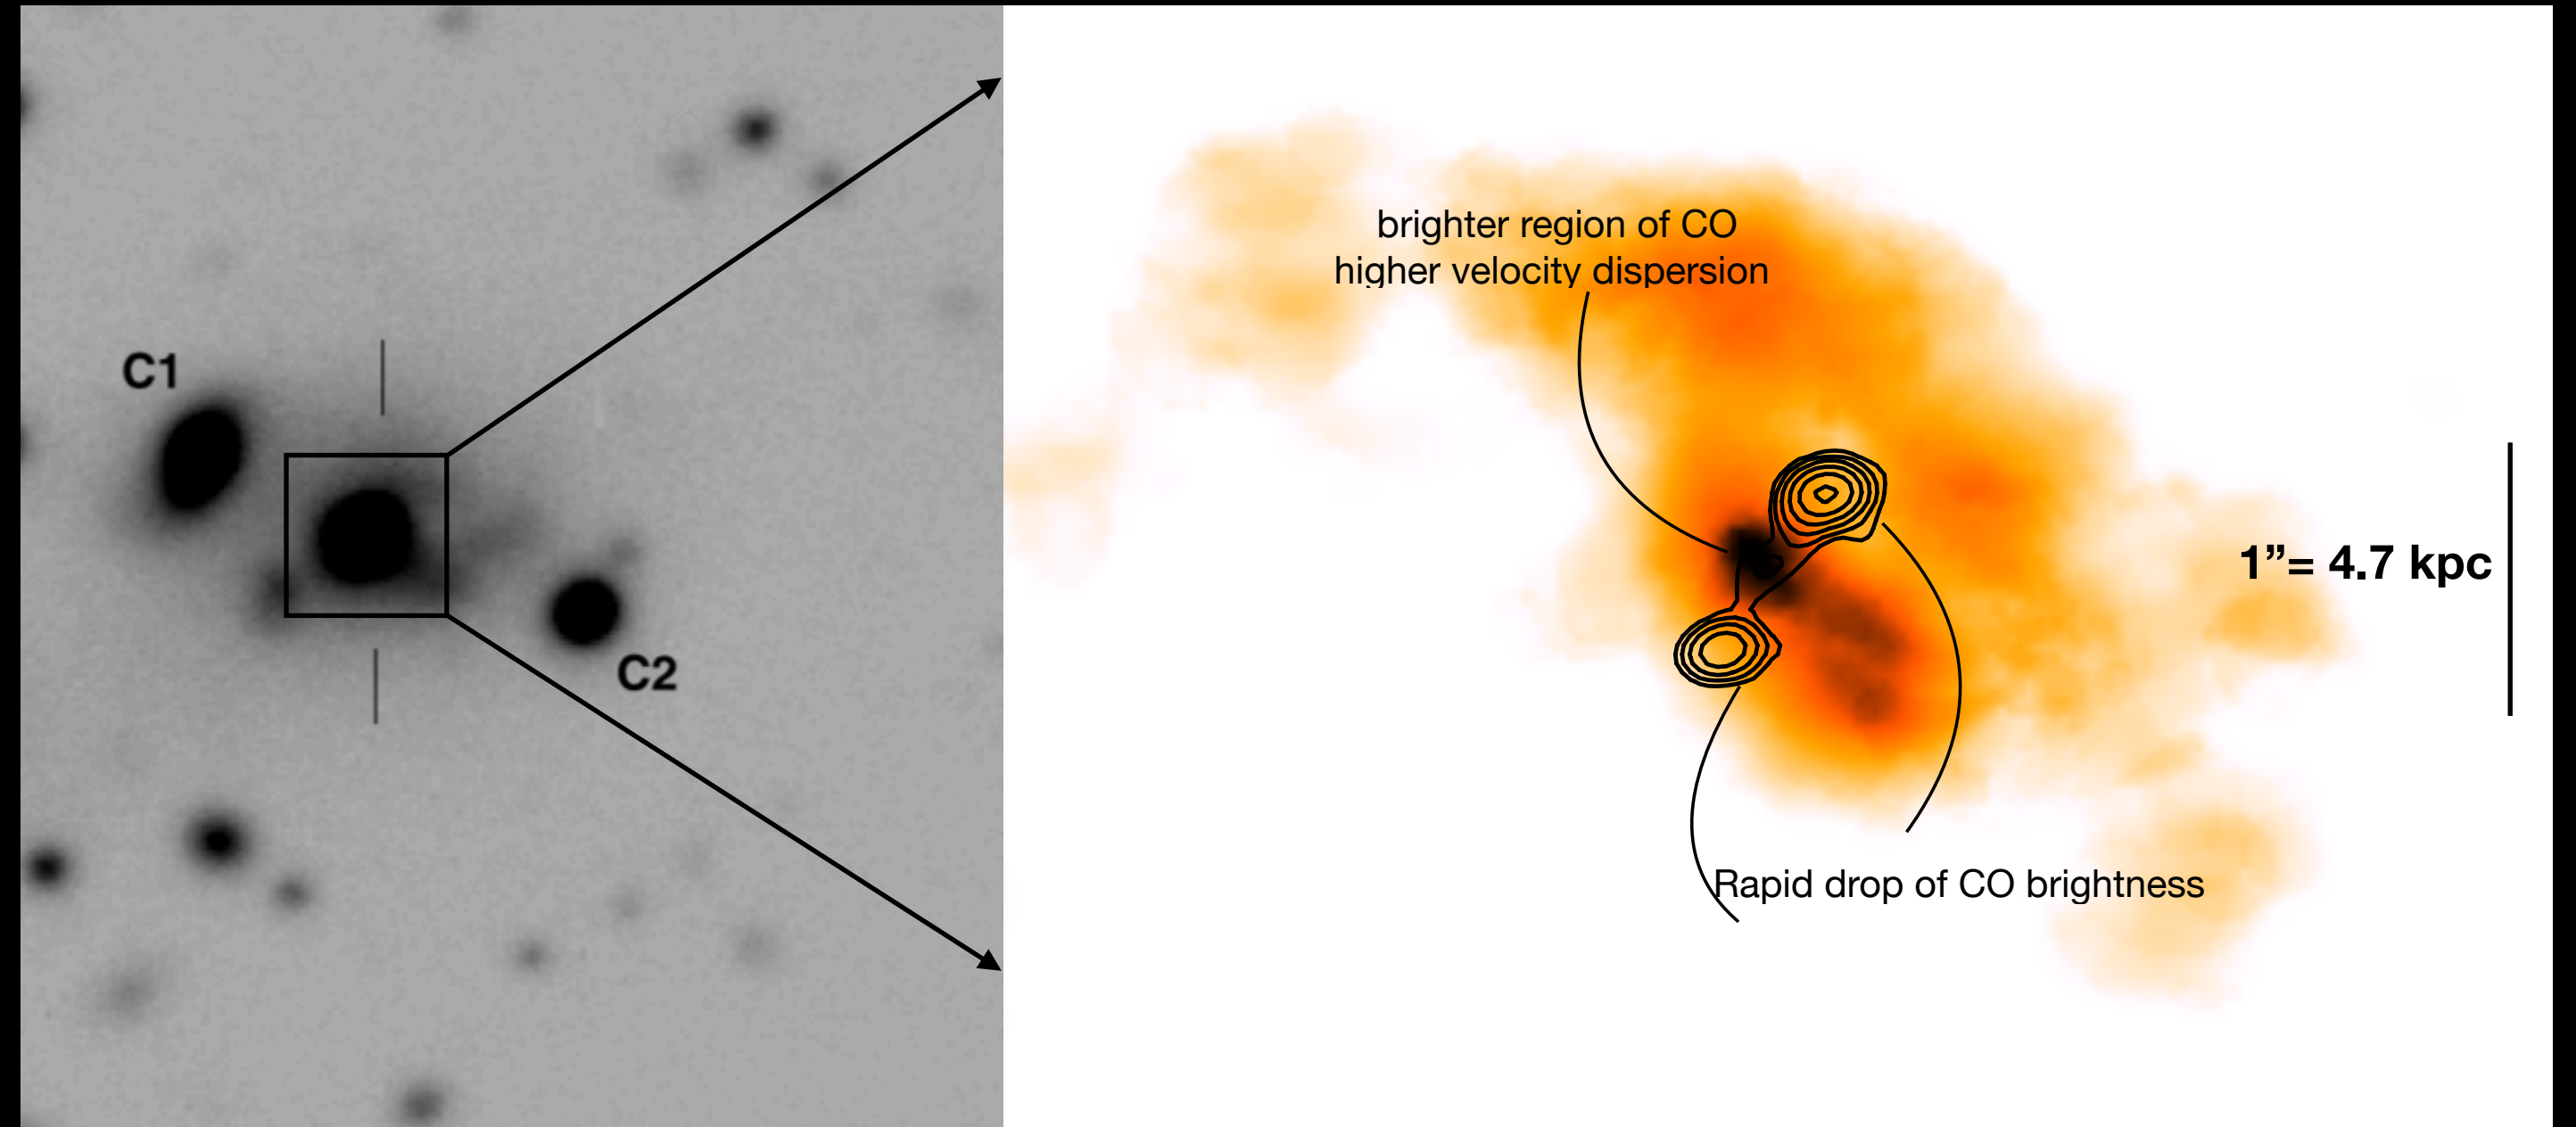 C1
C2
brighter region of CO
higher velocity dispersion
1”= 4.7 kpc
Rapid drop of CO brightness